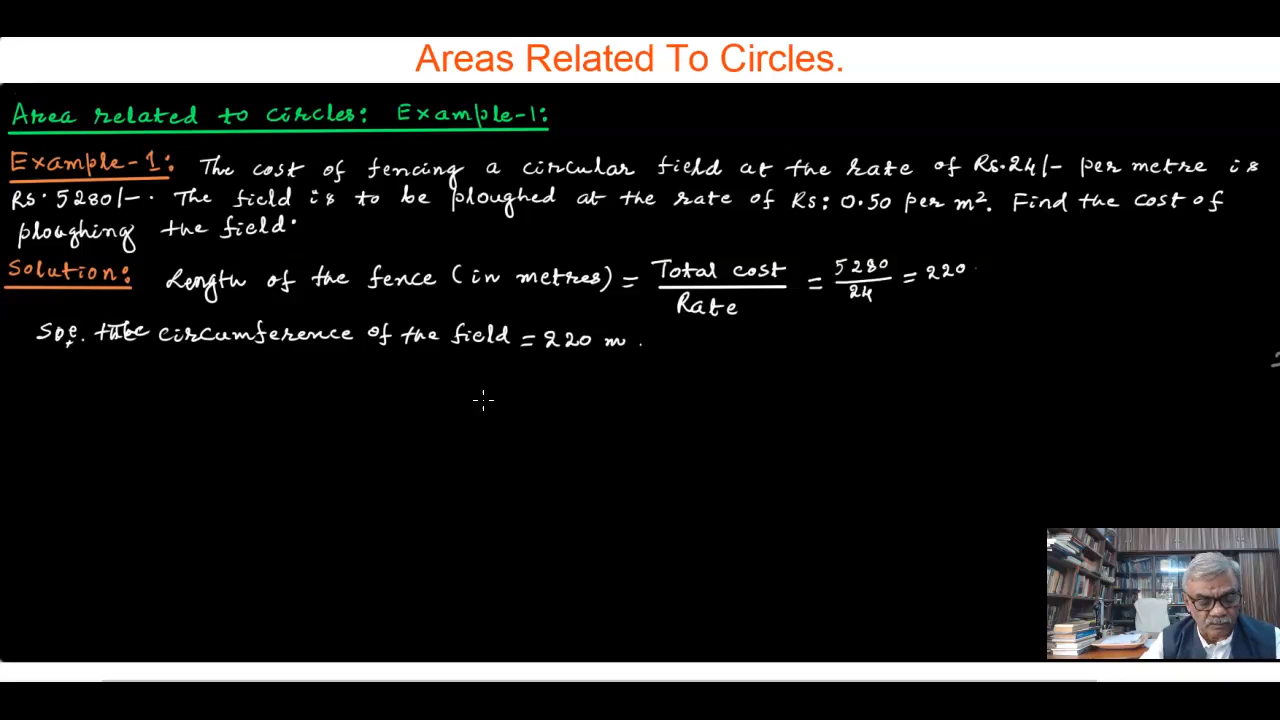 Areas Related To Circles.
Area related to circles: Example-1:
Example-1: The cost of fencing a circular field at the rate of Rs.24/- per metre is
Rs. 5280/-. The field is to be ploughed at the rate of Rs: 0.50 per m². Find the cost of
ploughing the field.
Solution: Length of the fence (in metres) = Total cost / Rate = 5280 / 24 = 220
circumference of the field = 220 m.